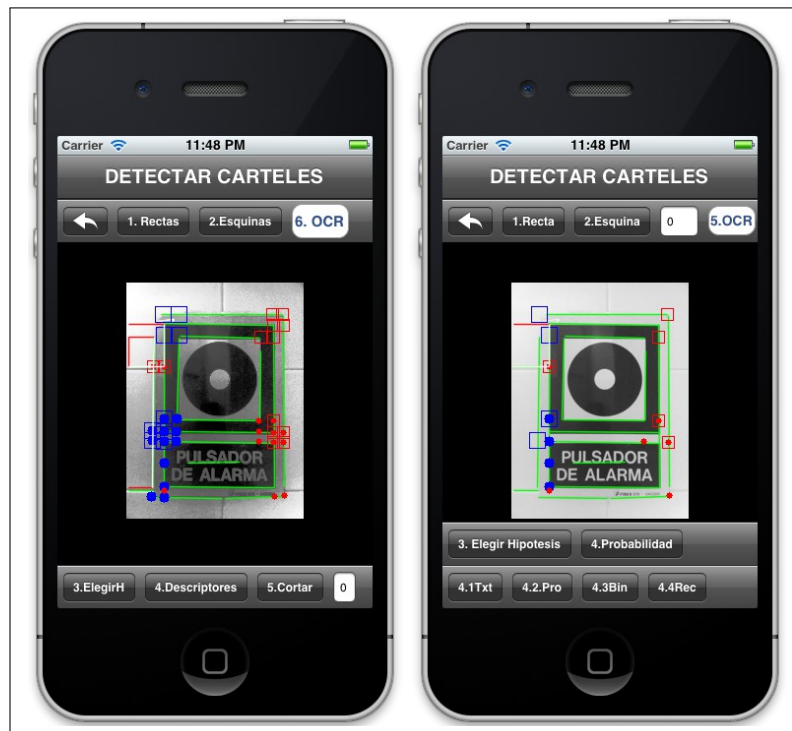 Carrier 11:48 PM
DETECTAR CARTELES
1. Rectas 2.Esquinas 6. OCR
PULSADOR
DE ALARMA
3.ElegirH 4.Descriptores 5.Cortar 0
Carrier 11:48 PM
DETECTAR CARTELES
1.Recta 2.Esquina 0 5.OCR
PULSADOR
DE ALARMA
3. Elegir Hipotesis 4.Probabilidad
4.1Txt 4.2.Pro 4.3Bin 4.4Rec